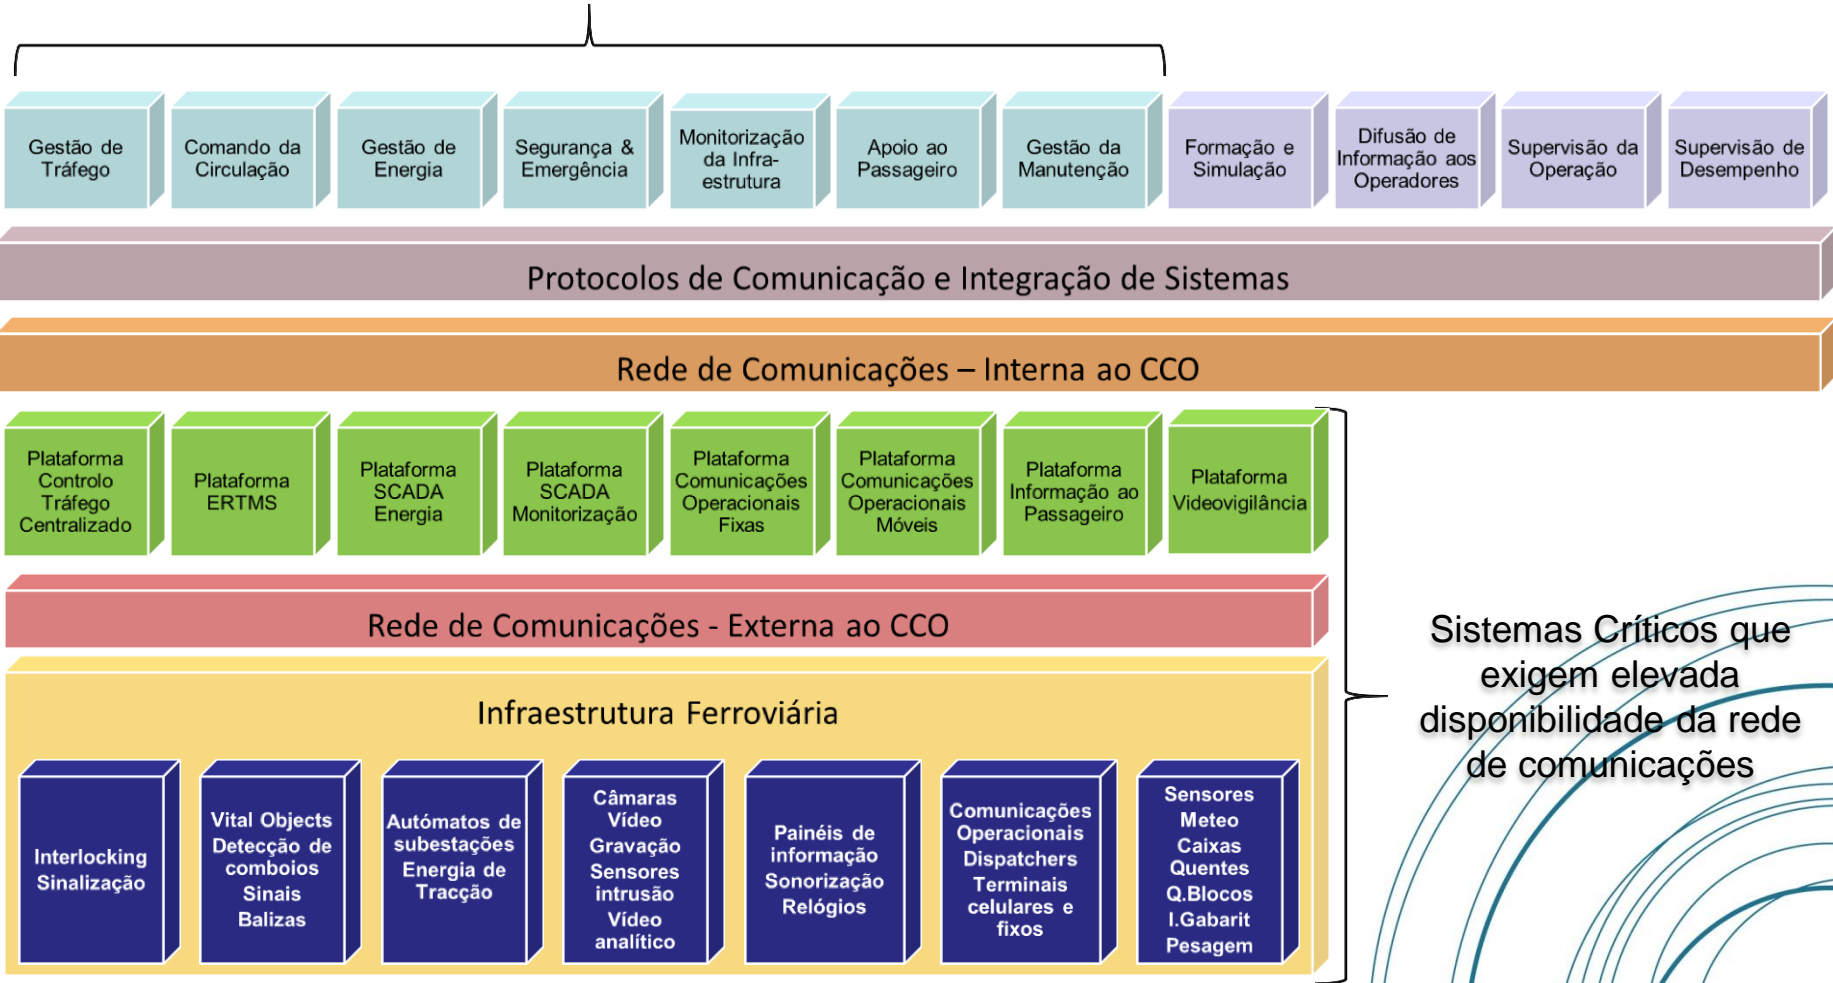 Gestão de
Tráfego
Comando da
Circulação
Gestão de
Energia
Segurança &
Emergência
Monitorização
da Infra-
estrutura
Apoio ao
Passageiro
Gestão da
Manutenção
Formação e
Simulação
Difusão de
Informação aos
Operadores
Supervisão da
Operação
Supervisão de
Desempenho
Protocolos de Comunicação e Integração de Sistemas
Rede de Comunicações – Interna ao CCO
Plataforma
Controlo
Tráfego
Centralizado
Plataforma
ERTMS
Plataforma
SCADA
Energia
Plataforma
SCADA
Monitorização
Plataforma
Comunicações
Operacionais
Fixas
Plataforma
Comunicações
Operacionais
Móveis
Plataforma
Informação ao
Passageiro
Plataforma
Videovigilância
Rede de Comunicações - Externa ao CCO
Infraestrutura Ferroviária
Interlocking
Sinalização
Vital Objects
Detecção de
comboios
Sinais
Balizas
Autómatos de
subestações
Energia de
Tracção
Câmaras
Vídeo
Gravação
Sensores
intrusão
Vídeo
analítico
Painéis de
informação
Sonorização
Relógios
Comunicações
Operacionais
Dispatchers
Terminais
celulares e
fixos
Sensores
Meteo
Caixas
Quentes
Q.Blocos
I.Gabarit
Pesagem
Sistemas Críticos que
exigem elevada
disponibilidade da rede
de comunicações